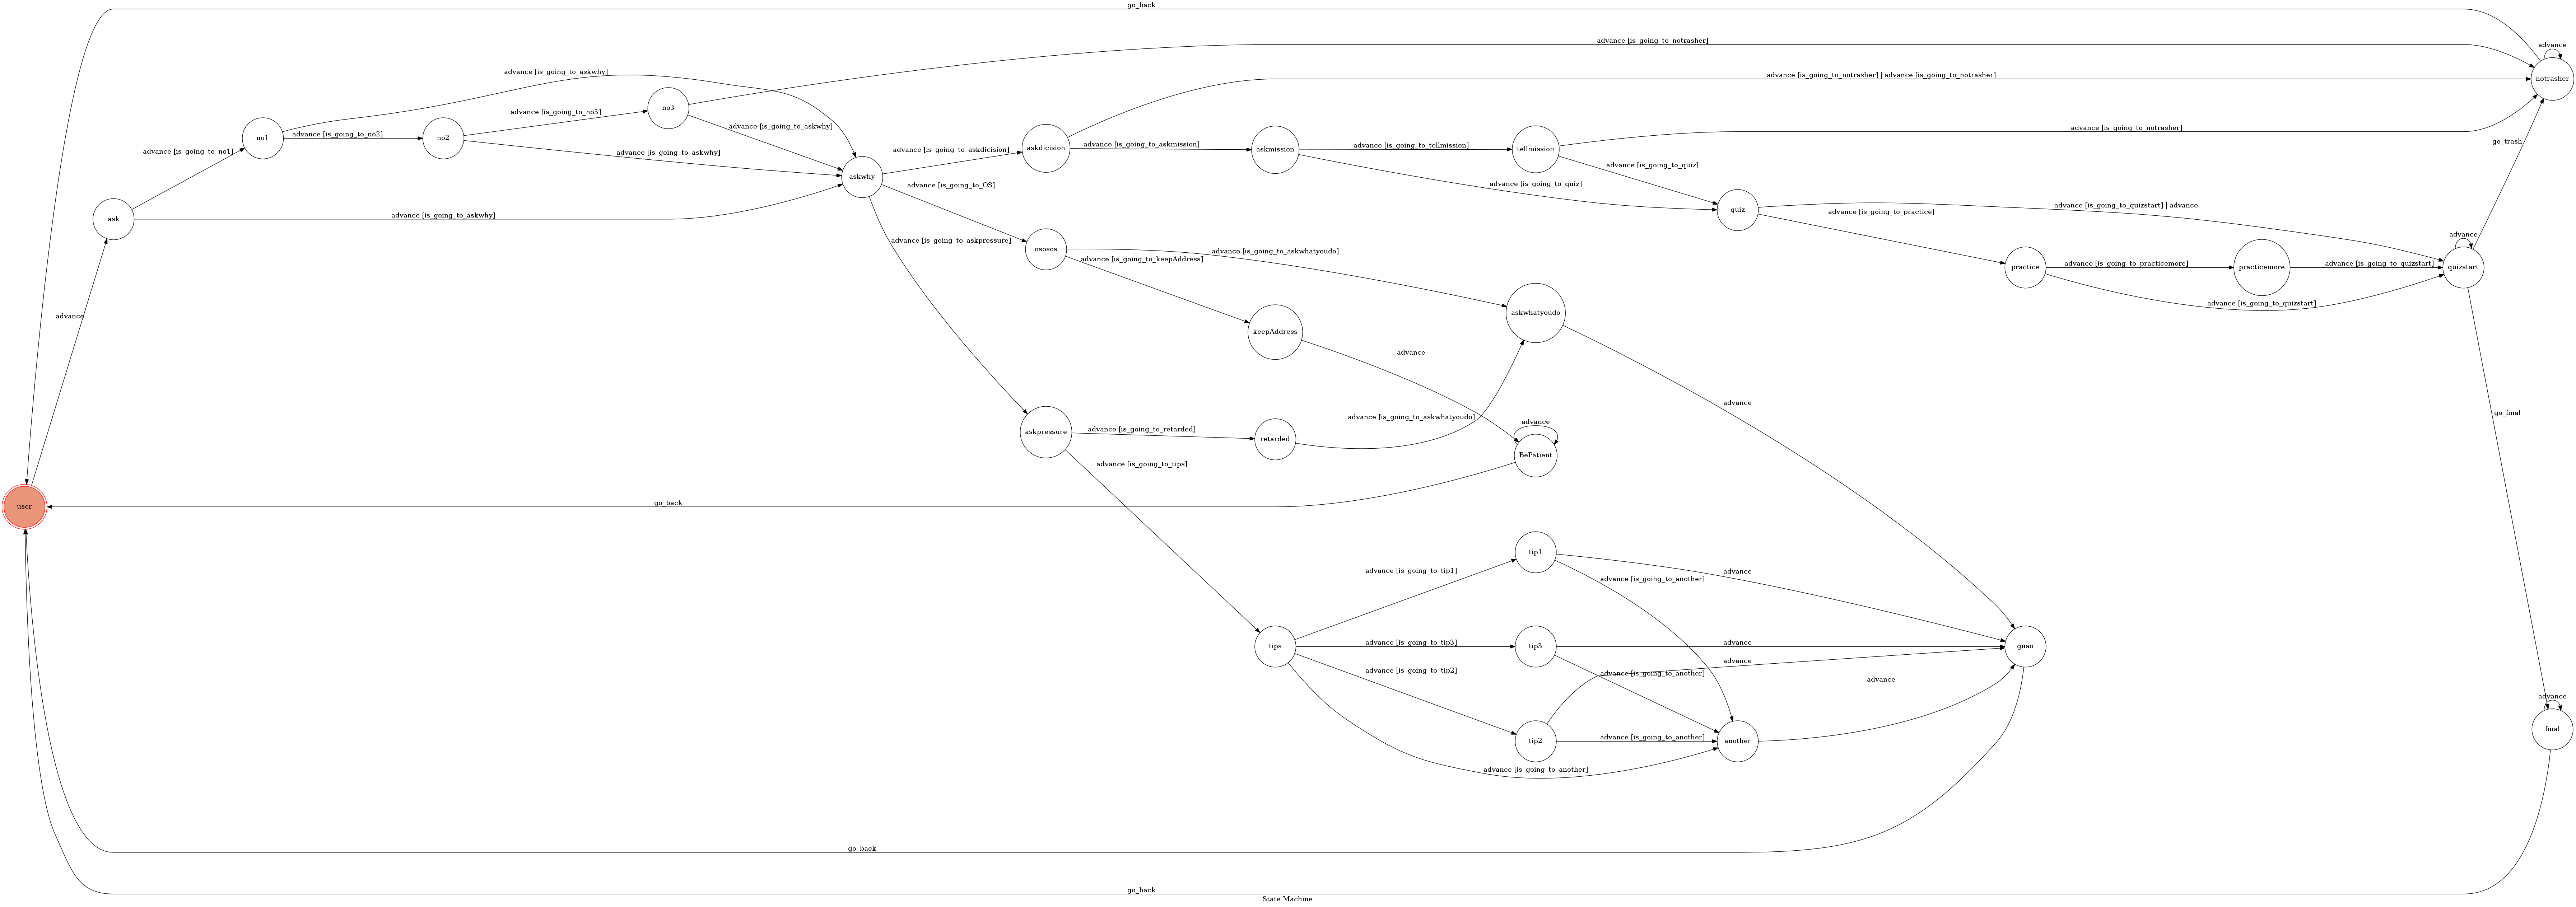 go_back
advance [is_going_to_notrasher]
advance
notrasher
advance [is_going_to_askwhy]
advance [is_going_to_notrasher] | advance [is_going_to_notrasher]
no3
advance [is_going_to_no3]
advance [is_going_to_no2]
no1
no2
advance [is_going_to_askwhy]
advance [is_going_to_notrasher]
advance [is_going_to_no1]
advance [is_going_to_askwhy]
advance [is_going_to_askdicision]
askdicision
advance [is_going_to_askmission]
askmission
advance [is_going_to_tellmission]
tellmission
go_trash
advance [is_going_to_quiz]
askwhy
advance [is_going_to_OS]
advance [is_going_to_quiz]
quiz
advance [is_going_to_quizstart] | advance
advance [is_going_to_practice]
ask
advance [is_going_to_askwhy]
advance
advance [is_going_to_askpressure]
ososos
advance [is_going_to_askwhatyoudo]
advance [is_going_to_keepAddress]
practice
advance [is_going_to_practicemore]
practicemore
advance [is_going_to_quizstart]
quizstart
advance [is_going_to_quizstart]
advance
keepAddress
askwhatyoudo
advance
advance
go_final
askpressure
advance [is_going_to_retarded]
retarded
advance [is_going_to_askwhatyoudo]
advance
BePatient
advance [is_going_to_tips]
user
go_back
tip1
advance [is_going_to_tip1]
advance
advance [is_going_to_another]
tips
advance [is_going_to_tip3]
tip3
advance
guao
advance [is_going_to_tip2]
advance
advance [is_going_to_another]
advance
advance
tip2
advance [is_going_to_another]
another
final
advance [is_going_to_another]
go_back
go_back
State Machine